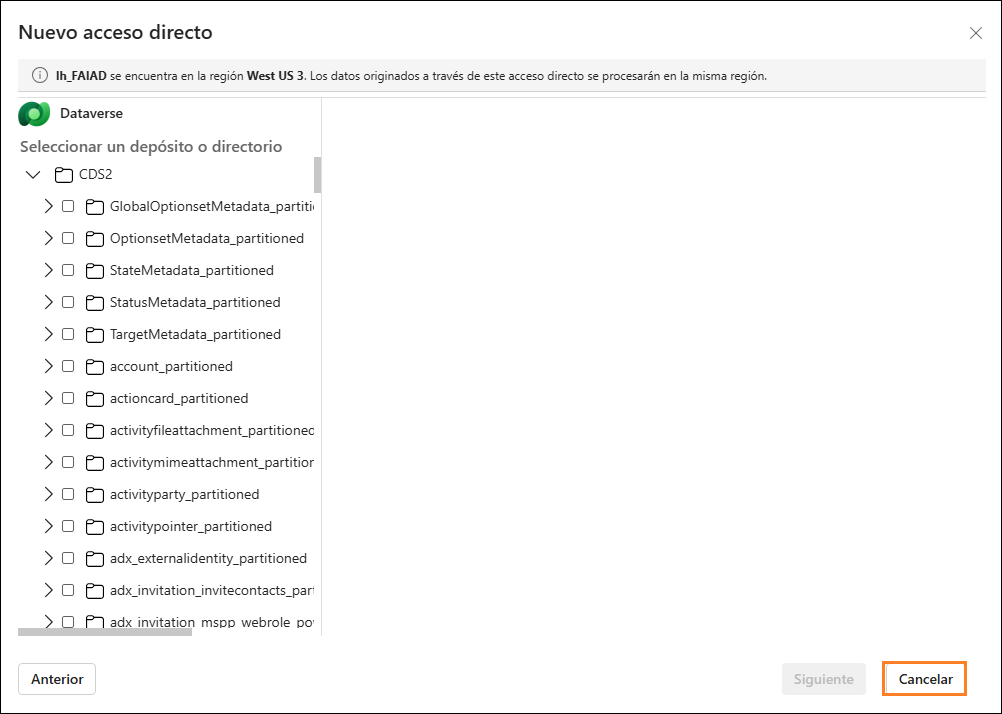 Nuevo acceso directo
lh_FAIAD se encuentra en la región West US 3. Los datos originados a través de este acceso directo se procesarán en la misma región.
Dataverse
Seleccionar un depósito o directorio
CDS2
GlobalOptionsetMetadata_partiti
OptionsetMetadata_partitioned
StateMetadata_partitioned
StatusMetadata_partitioned
TargetMetadata_partitioned
account_partitioned
actioncard_partitioned
activityfileattachment_partitioned
activitymimeattachment_partition
activityparty_partitioned
activitypointer_partitioned
adx_externalidentity_partitioned
adx_invitation_invitecontacts_part
adx_invitation_mspp_webrole_po
Anterior
Siguiente
Cancelar